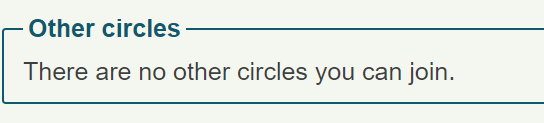 Other circles
There are no other circles you can join.